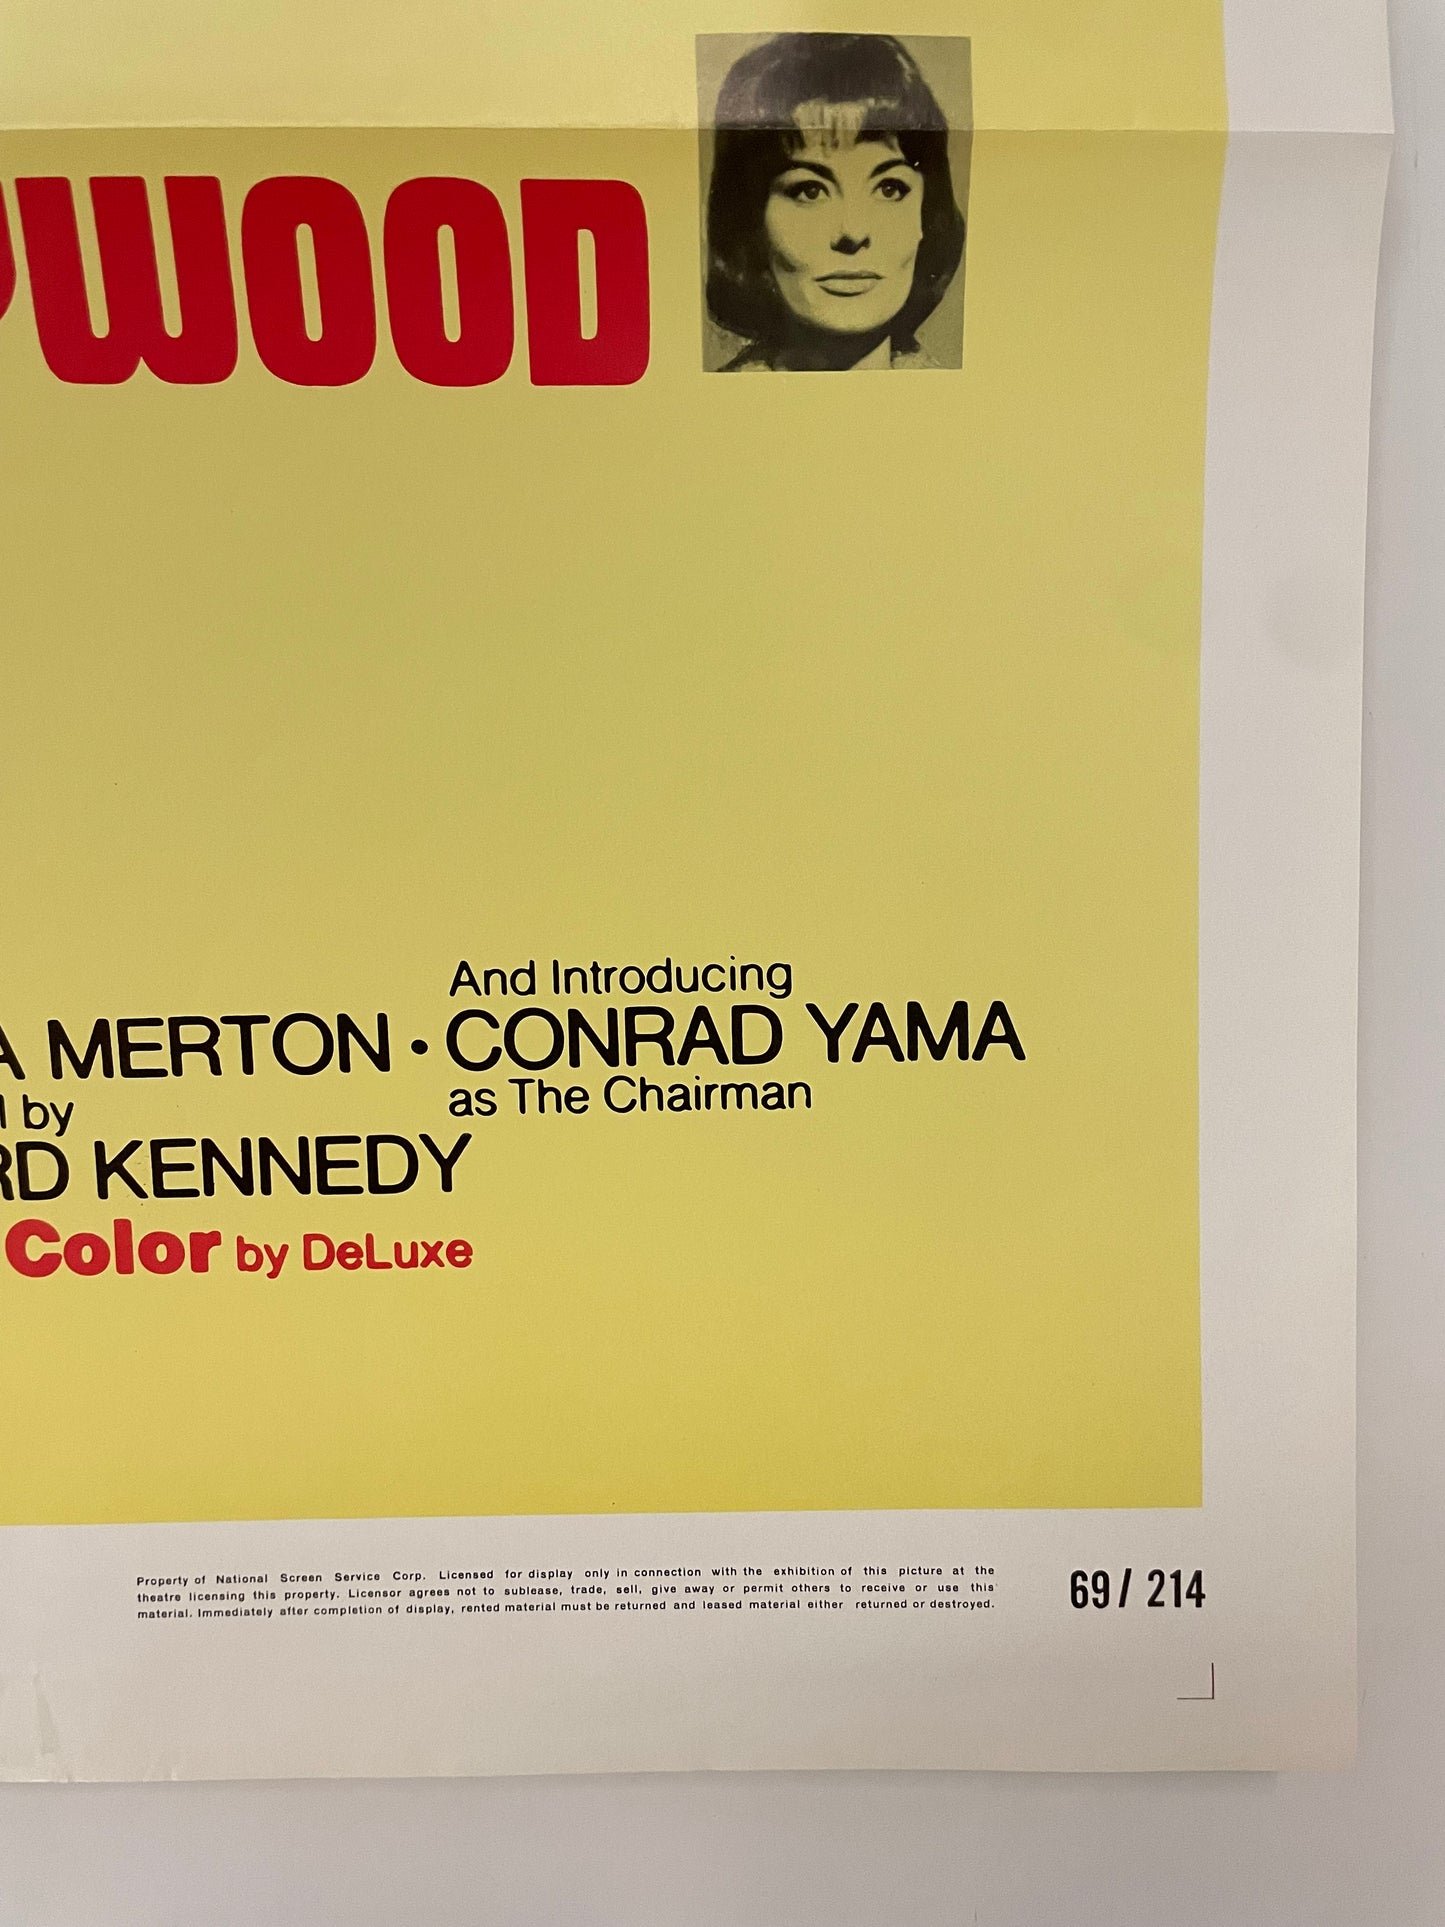 WOOD
And Introducing
A MERTON • CONRAD YAMA
as The Chairman
by
RD KENNEDY
Color by DeLuxe
Property of National Screen Service Corp. Licensed for display only in connection with the exhibition of this picture at the
theatre licensing this property. Licensor agrees not to sublease, trade, sell, give away or permit others to receive or use this
material. Immediately after completion of display, rented material must be returned and leased material either returned or destroyed.
69/214